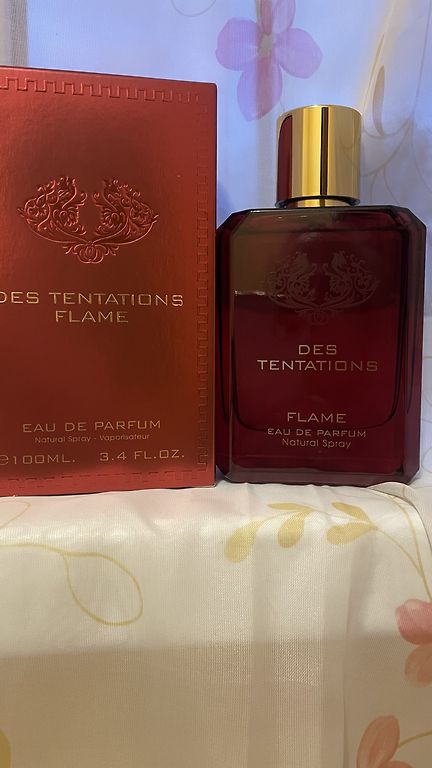 DES TENTATIONS
FLAME
EAU DE PARFUM
Natural Spray - Vaporisateur
℮100ML. 3.4 FL.OZ.
DES
TENTATIONS
FLAME
EAU DE PARFUM
Natural Spray